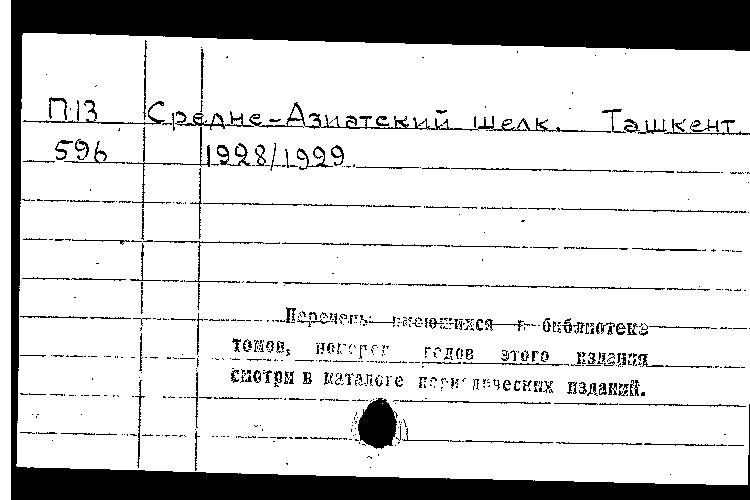 П13 Средне-Азиатский шелк. Ташкент
596 1928/1929.
Перечень имеющихся в библиотеке
томов, номеров годов этого издания
смотри в каталоге периодических изданий.